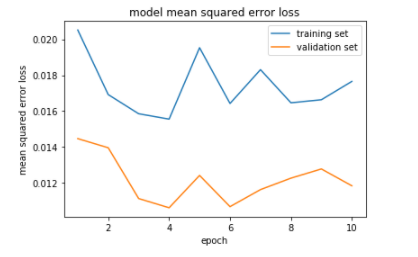 model mean squared error loss
training set
validation set
mean squared error loss
0.020
0.018
0.016
0.014
0.012
2 4 6 8 10
epoch